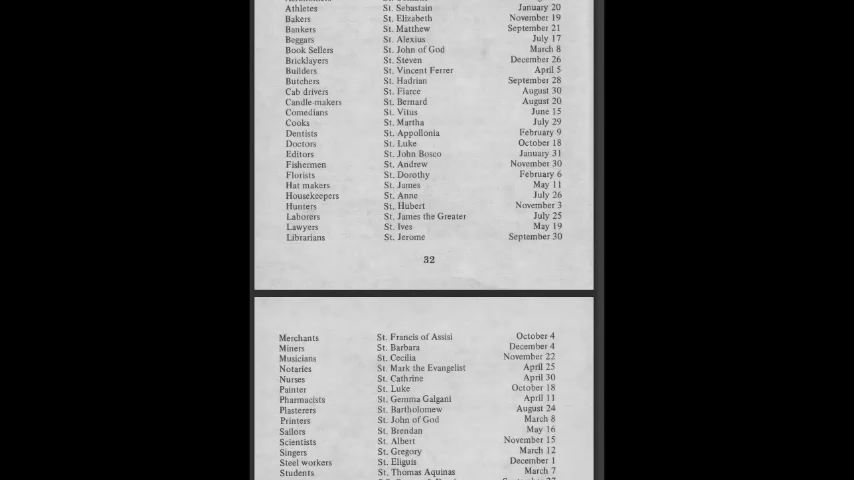 Athletes St. Sebastain January 20
Bakers St. Elizabeth November 19
Bankers St. Matthew September 21
Beggars St. Alexius July 17
Book Sellers St. John of God March 8
Bricklayers St. Steven December 26
Builders St. Vincent Ferrer April 5
Butchers St. Hadrian September 28
Cab drivers St. Fiarce August 30
Candle-makers St. Bernard August 20
Comedians St. Vitus June 15
Cooks St. Martha July 29
Dentists St. Appollonia February 9
Doctors St. Luke October 18
Editors St. John Bosco January 31
Fishermen St. Andrew November 30
Florists St. Dorothy February 6
Hat makers St. James May 11
Housekeepers St. Anne July 26
Hunters St. Hubert November 3
Laborers St. James the Greater July 25
Lawyers St. Ives May 19
Librarians St. Jerome September 30
32
Merchants St. Francis of Assisi October 4
Miners St. Barbara December 4
Musicians St. Cecilia November 22
Notaries St. Mark the Evangelist April 25
Nurses St. Cathrine April 30
Painter St. Luke October 18
Pharmacists St. Gemma Galgani April 11
Plasterers St. Bartholomew August 24
Printers St. John of God March 8
Sailors St. Brendan May 16
Scientists St. Albert November 15
Singers St. Gregory March 12
Steel workers St. Eliguis December 1
Students St. Thomas Aquinas March 7